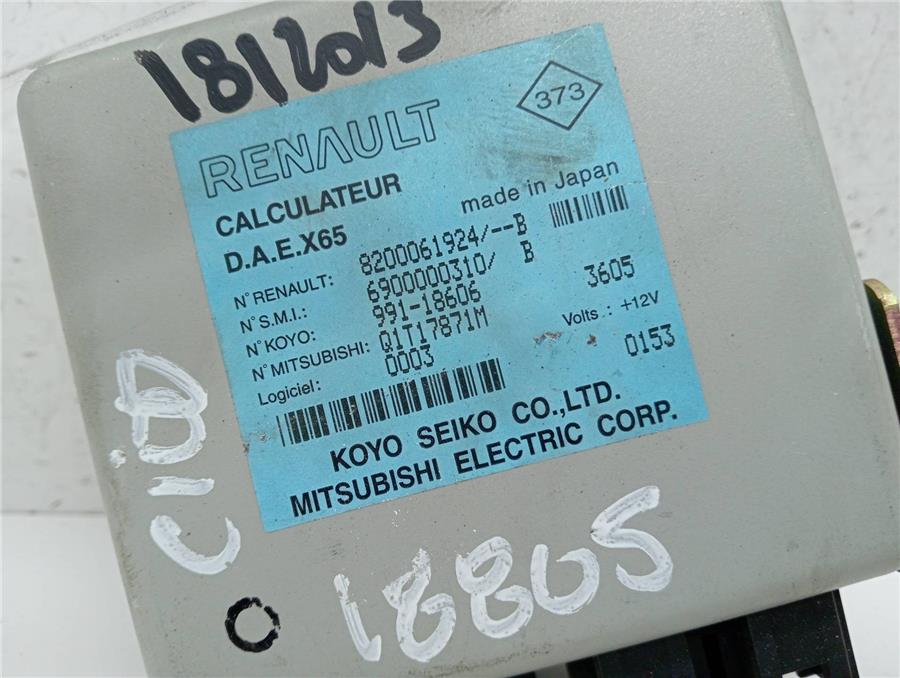 1812013
RENAULT
373
CALCULATEUR
made in Japan
D.A.E.X65
N° RENAULT: 8200061924/--B
N° S.M.I.: 6900000310/ B
N° KOYO: 991-18606 3605
N° MITSUBISHI: Q1T17871M Volts.: +12V
Logiciel: 0003 0153
KOYO SEIKO CO.,LTD.
MITSUBISHI ELECTRIC CORP.
18805